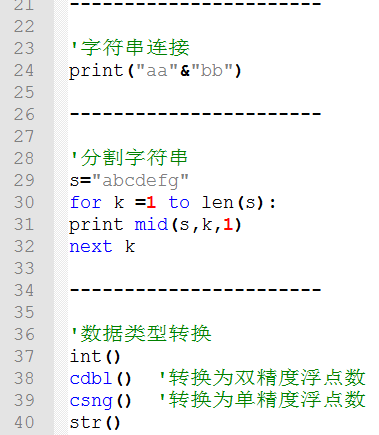 21 -----------------------
22
23 '字符串连接
24 print("aa"&"bb")
25
26 -----------------------
27
28 '分割字符串
29 s="abcdefg"
30 for k =1 to len(s):
31 print mid(s,k,1)
32 next k
33
34 -----------------------
35
36 '数据类型转换
37 int()
38 cdbl() '转换为双精度浮点数
39 csng() '转换为单精度浮点数
40 str()